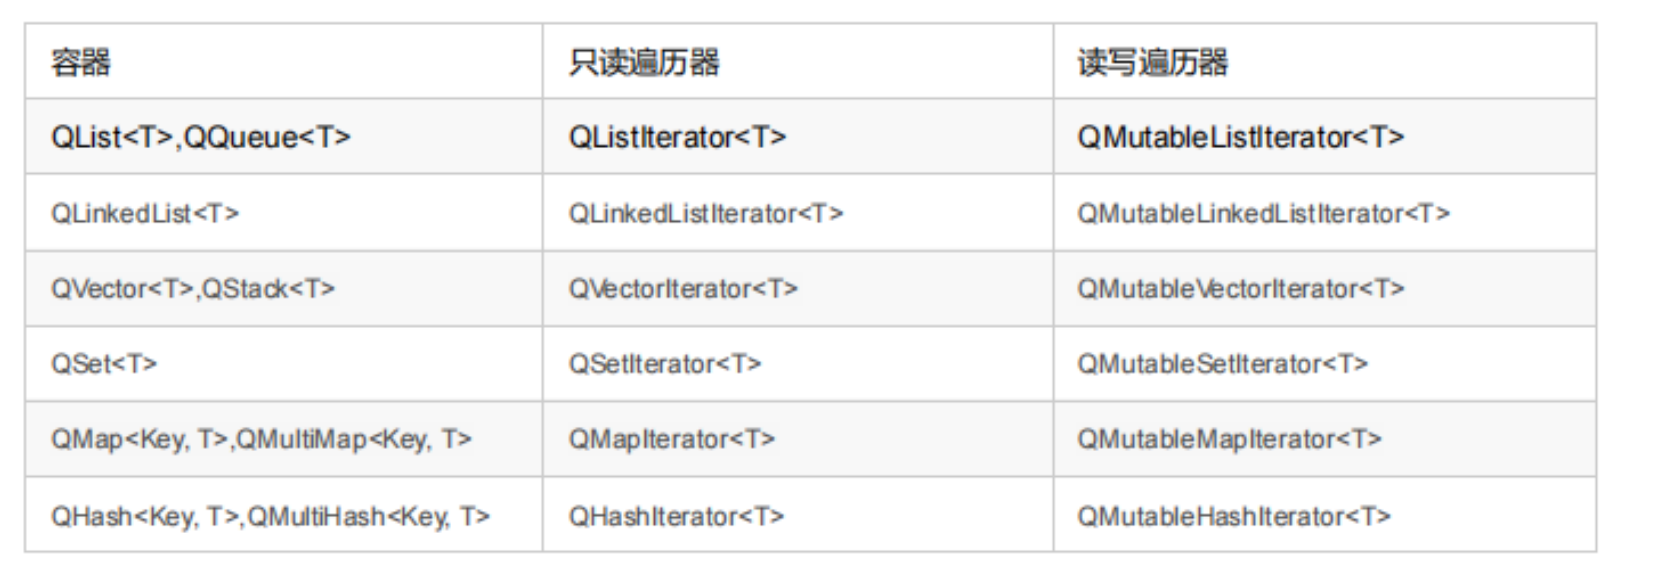 容器 只读遍历器 读写遍历器
QList<T>,QQueue<T> QListIterator<T> QMutableListIterator<T>
QLinkedList<T> QLinkedListIterator<T> QMutableLinkedListIterator<T>
QVector<T>,QStack<T> QVectorIterator<T> QMutableVectorIterator<T>
QSet<T> QSetIterator<T> QMutableSetIterator<T>
QMap<Key, T>,QMultiMap<Key, T> QMapIterator<T> QMutableMapIterator<T>
QHash<Key, T>,QMultiHash<Key, T> QHashIterator<T> QMutableHashIterator<T>